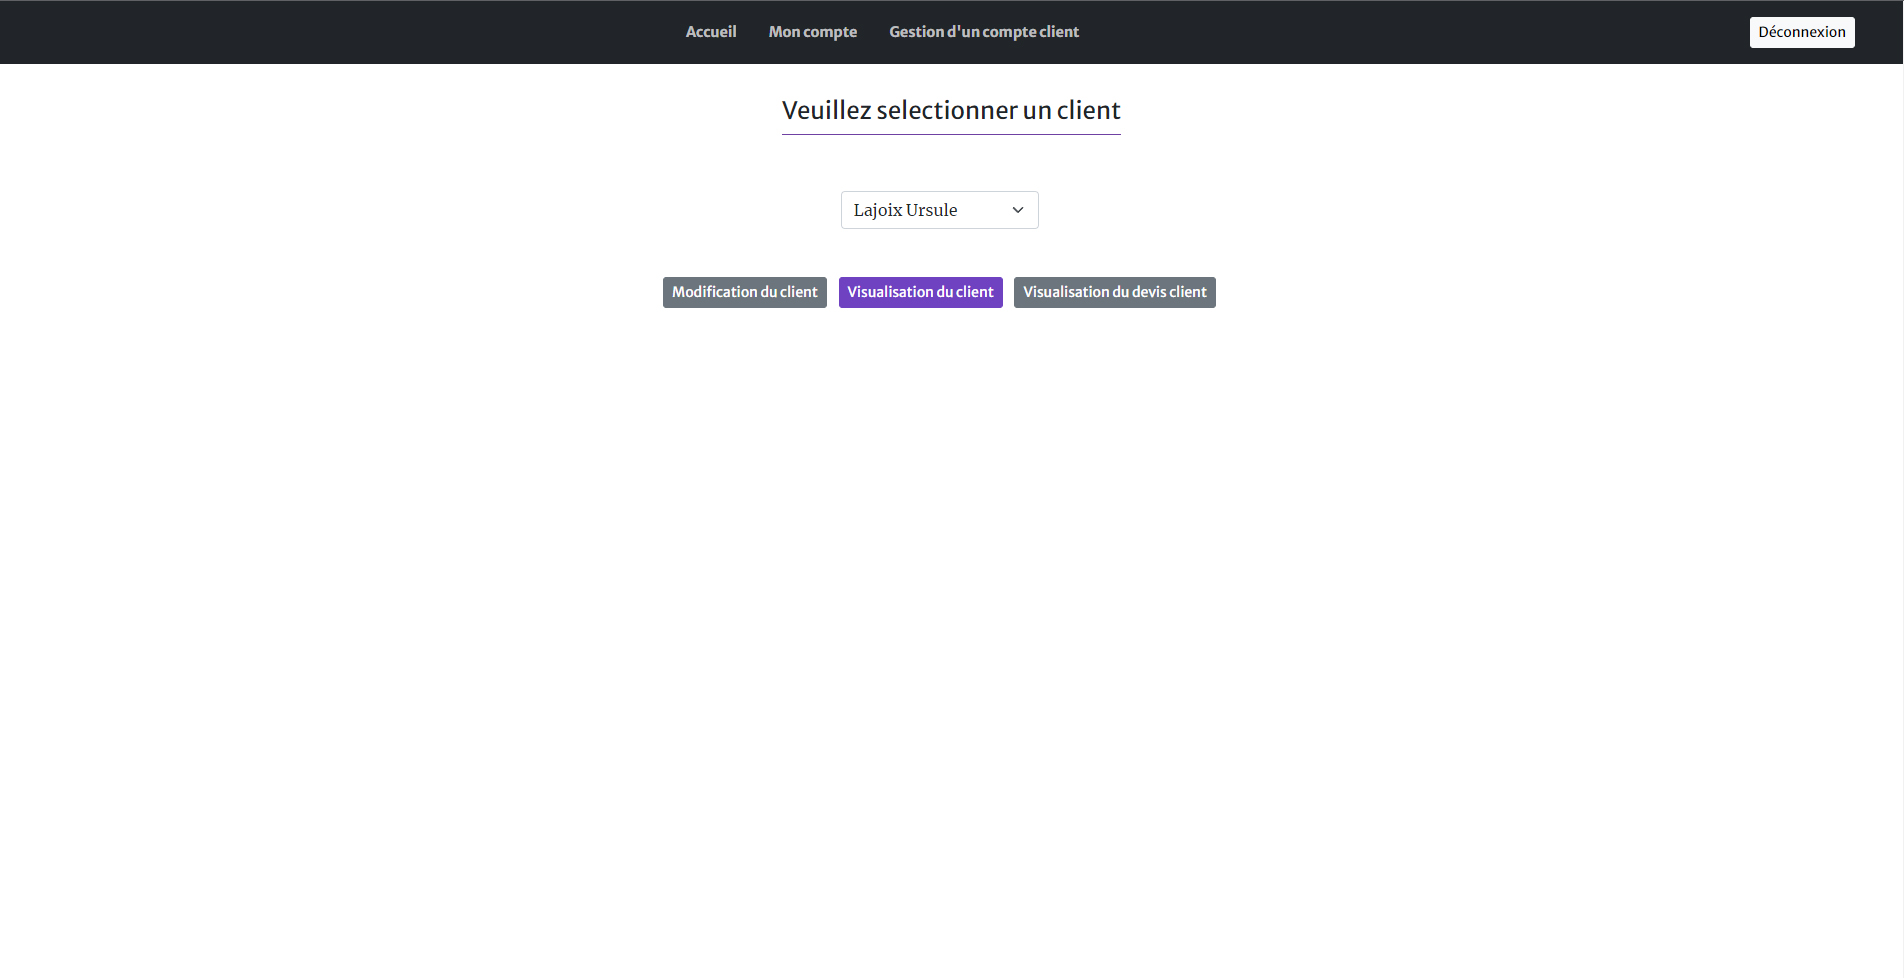 Accueil Mon compte Gestion d'un compte client Déconnexion
Veuillez selectionner un client
Lajoix Ursule
Modification du client Visualisation du client Visualisation du devis client